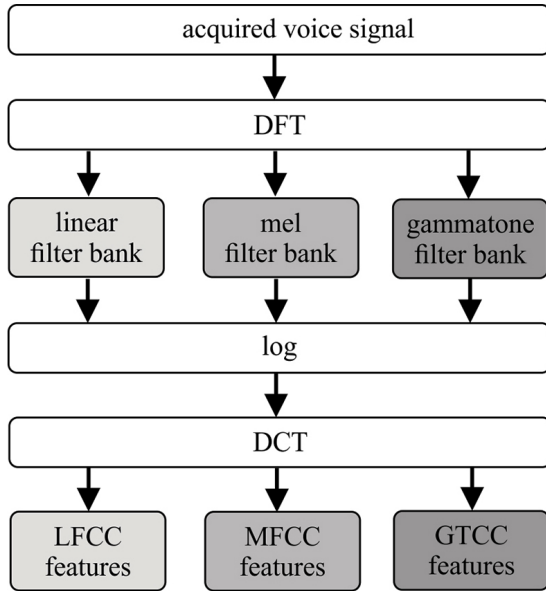 acquired voice signal
DFT
linear
filter bank
mel
filter bank
gammatone
filter bank
log
DCT
LFCC
features
MFCC
features
GTCC
features